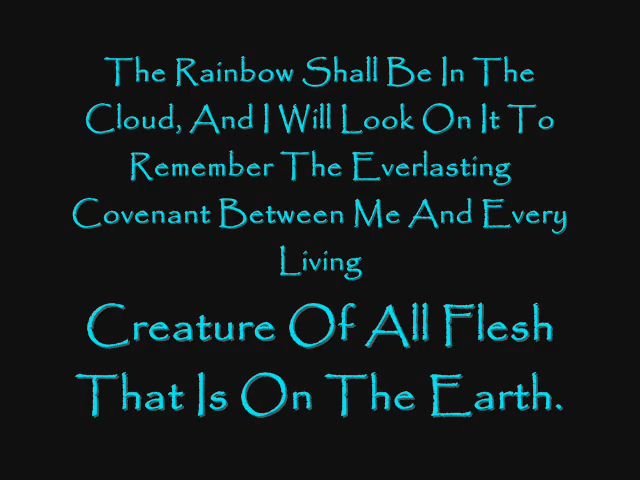 The Rainbow Shall Be In The
Cloud, And I Will Look On It To
Remember The Everlasting
Covenant Between Me And Every
Living
Creature Of All Flesh
That Is On The Earth.